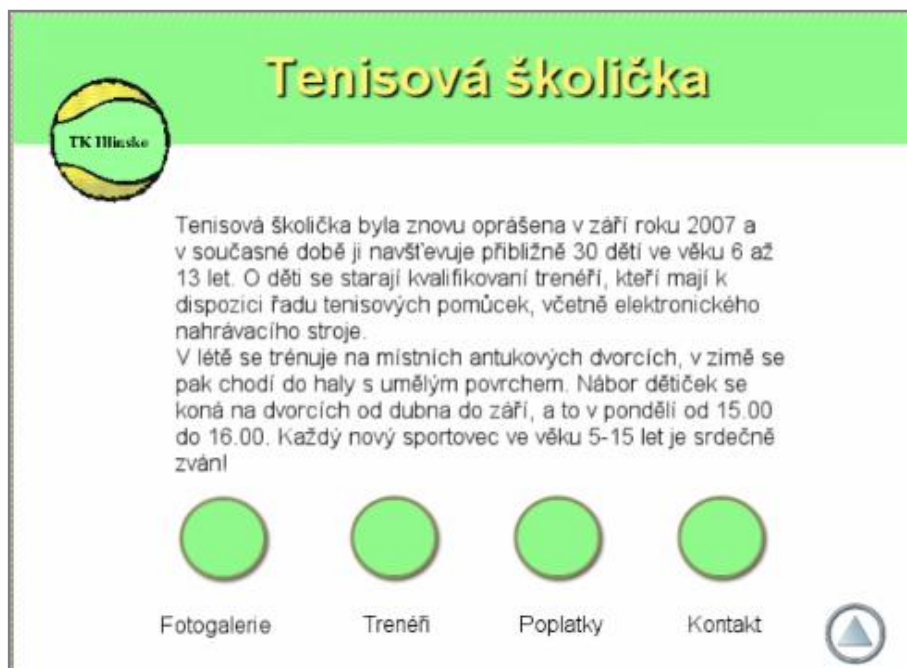 Tenisová školička
TK Hlinsko
Tenisová školička byla znovu oprášena v září roku 2007 a
v současné době ji navšťevuje přibližně 30 dětí ve věku 6 až
13 let. O děti se starají kvalifikovaní trenéří, kteří mají k
dispozici řadu tenisových pomůcek, včetně elektronického
nahrávacího stroje.
V létě se trénuje na místních antukových dvorcích, v zimě se
pak chodí do haly s umělým povrchem. Nábor dětiček se
koná na dvorcích od dubna do září, a to v pondělí od 15.00
do 16.00. Každý nový sportovec ve věku 5-15 let je srdečně
zván!
Fotogalerie Trenéři Poplatky Kontakt